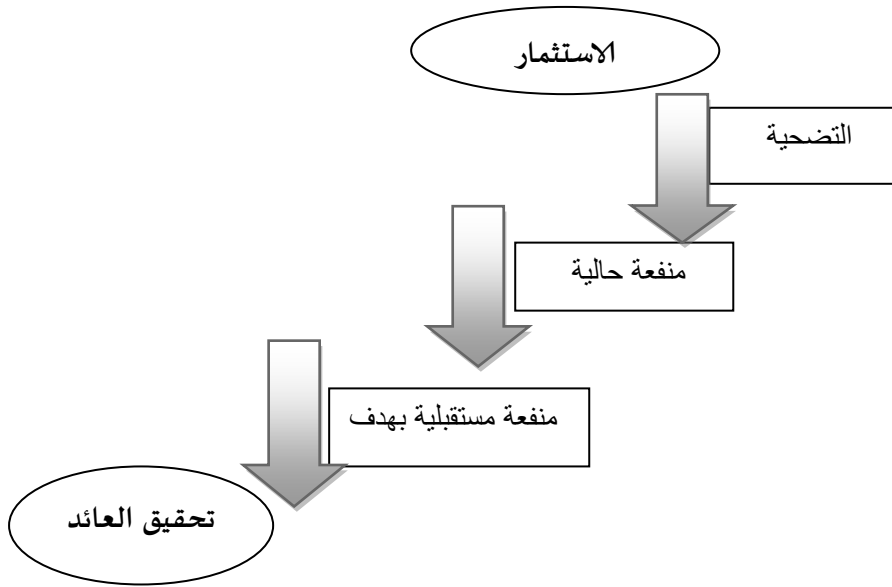 الاستثمار
التضحية
منفعة حالية
منفعة مستقبلية بهدف
تحقيق العائد